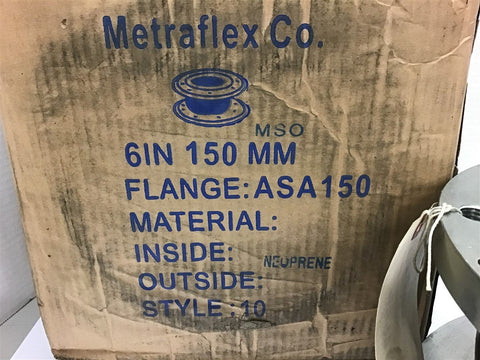 Metraflex Co.
MSO
6IN 150 MM
FLANGE: ASA150
MATERIAL:
INSIDE: NEOPRENE
OUTSIDE:
STYLE: 10